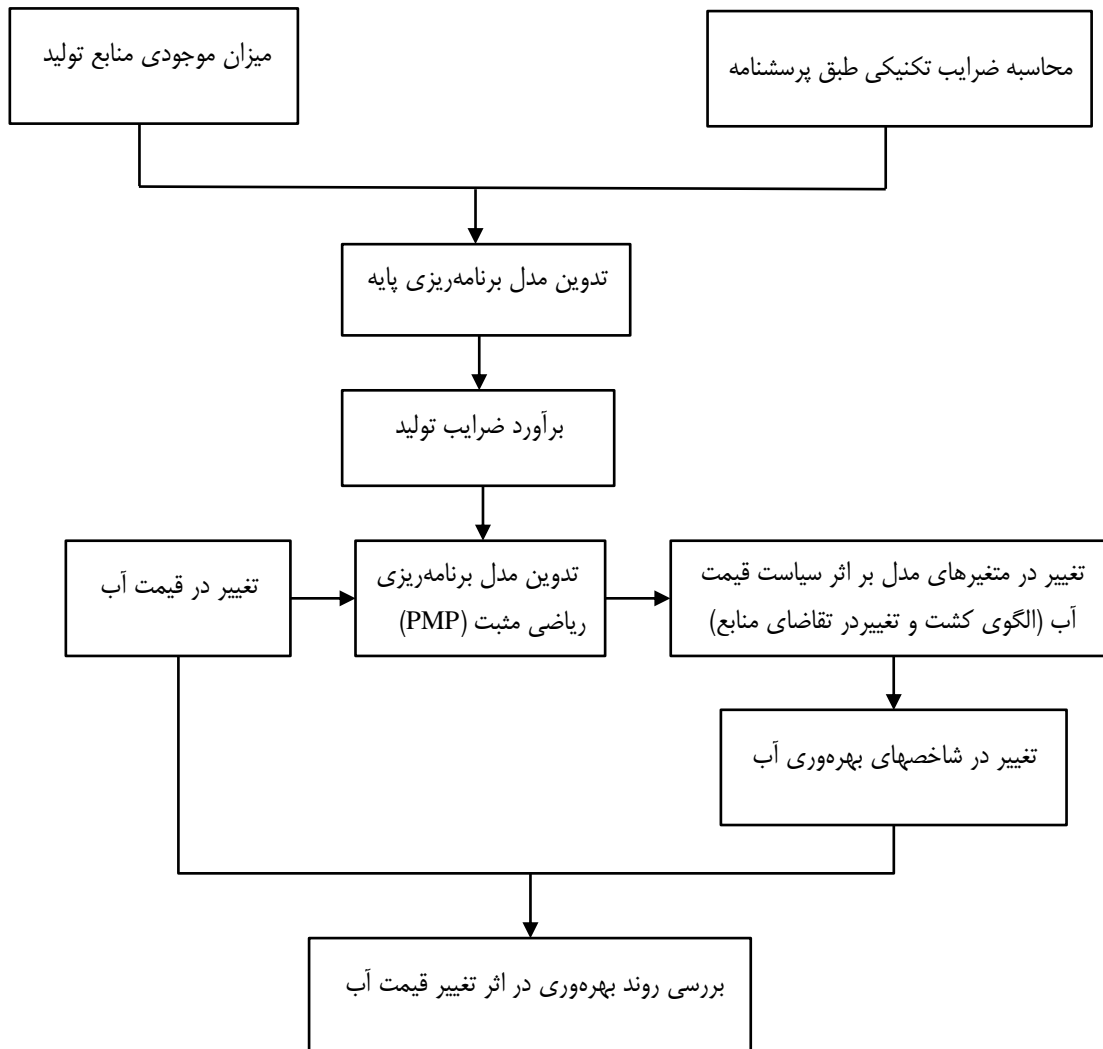 محاسبه ضرایب تکنیکی طبق پرسشنامه
میزان موجودی منابع تولید
تدوین مدل برنامه‌ریزی پایه
برآورد ضرایب تولید
تغییر در قیمت آب
تدوین مدل برنامه‌ریزی
ریاضی مثبت (PMP)
تغییر در متغیرهای مدل بر اثر سیاست قیمت
آب (الگوی کشت و تغییردر تقاضای منابع)
تغییر در شاخصهای بهره‌وری آب
بررسی روند بهره‌وری در اثر تغییر قیمت آب